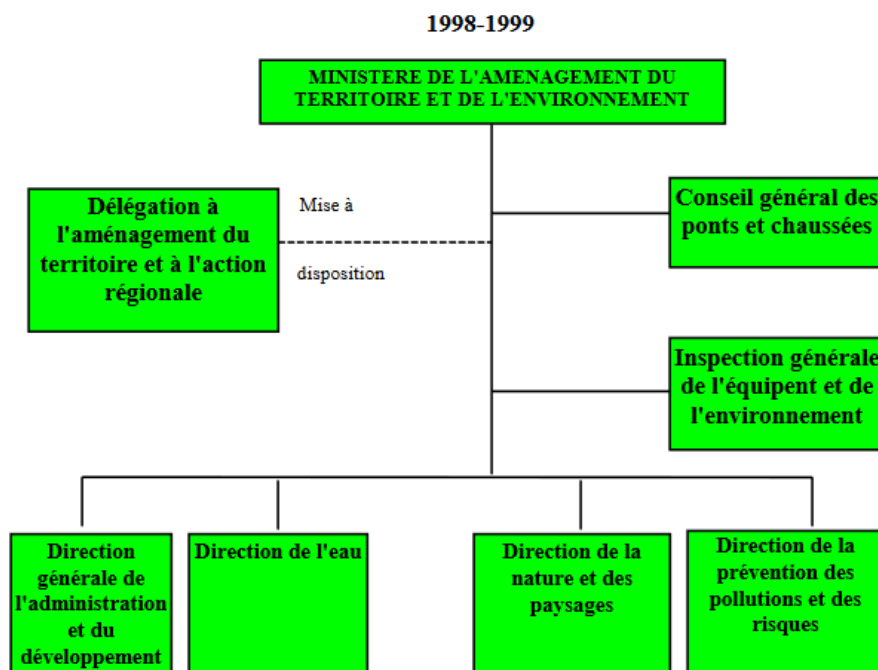 1998-1999
MINISTERE DE L'AMENAGEMENT DU
TERRITOIRE ET DE L'ENVIRONNEMENT
Délégation à
l'aménagement du
territoire et à l'action
régionale
Mise à
disposition
Conseil général des
ponts et chaussées
Inspection générale
de l'équipent et de
l'environnement
Direction
générale de
l'administration
et du
développement
Direction de l'eau
Direction de la
nature et des
paysages
Direction de la
prévention des
pollutions et des
risques